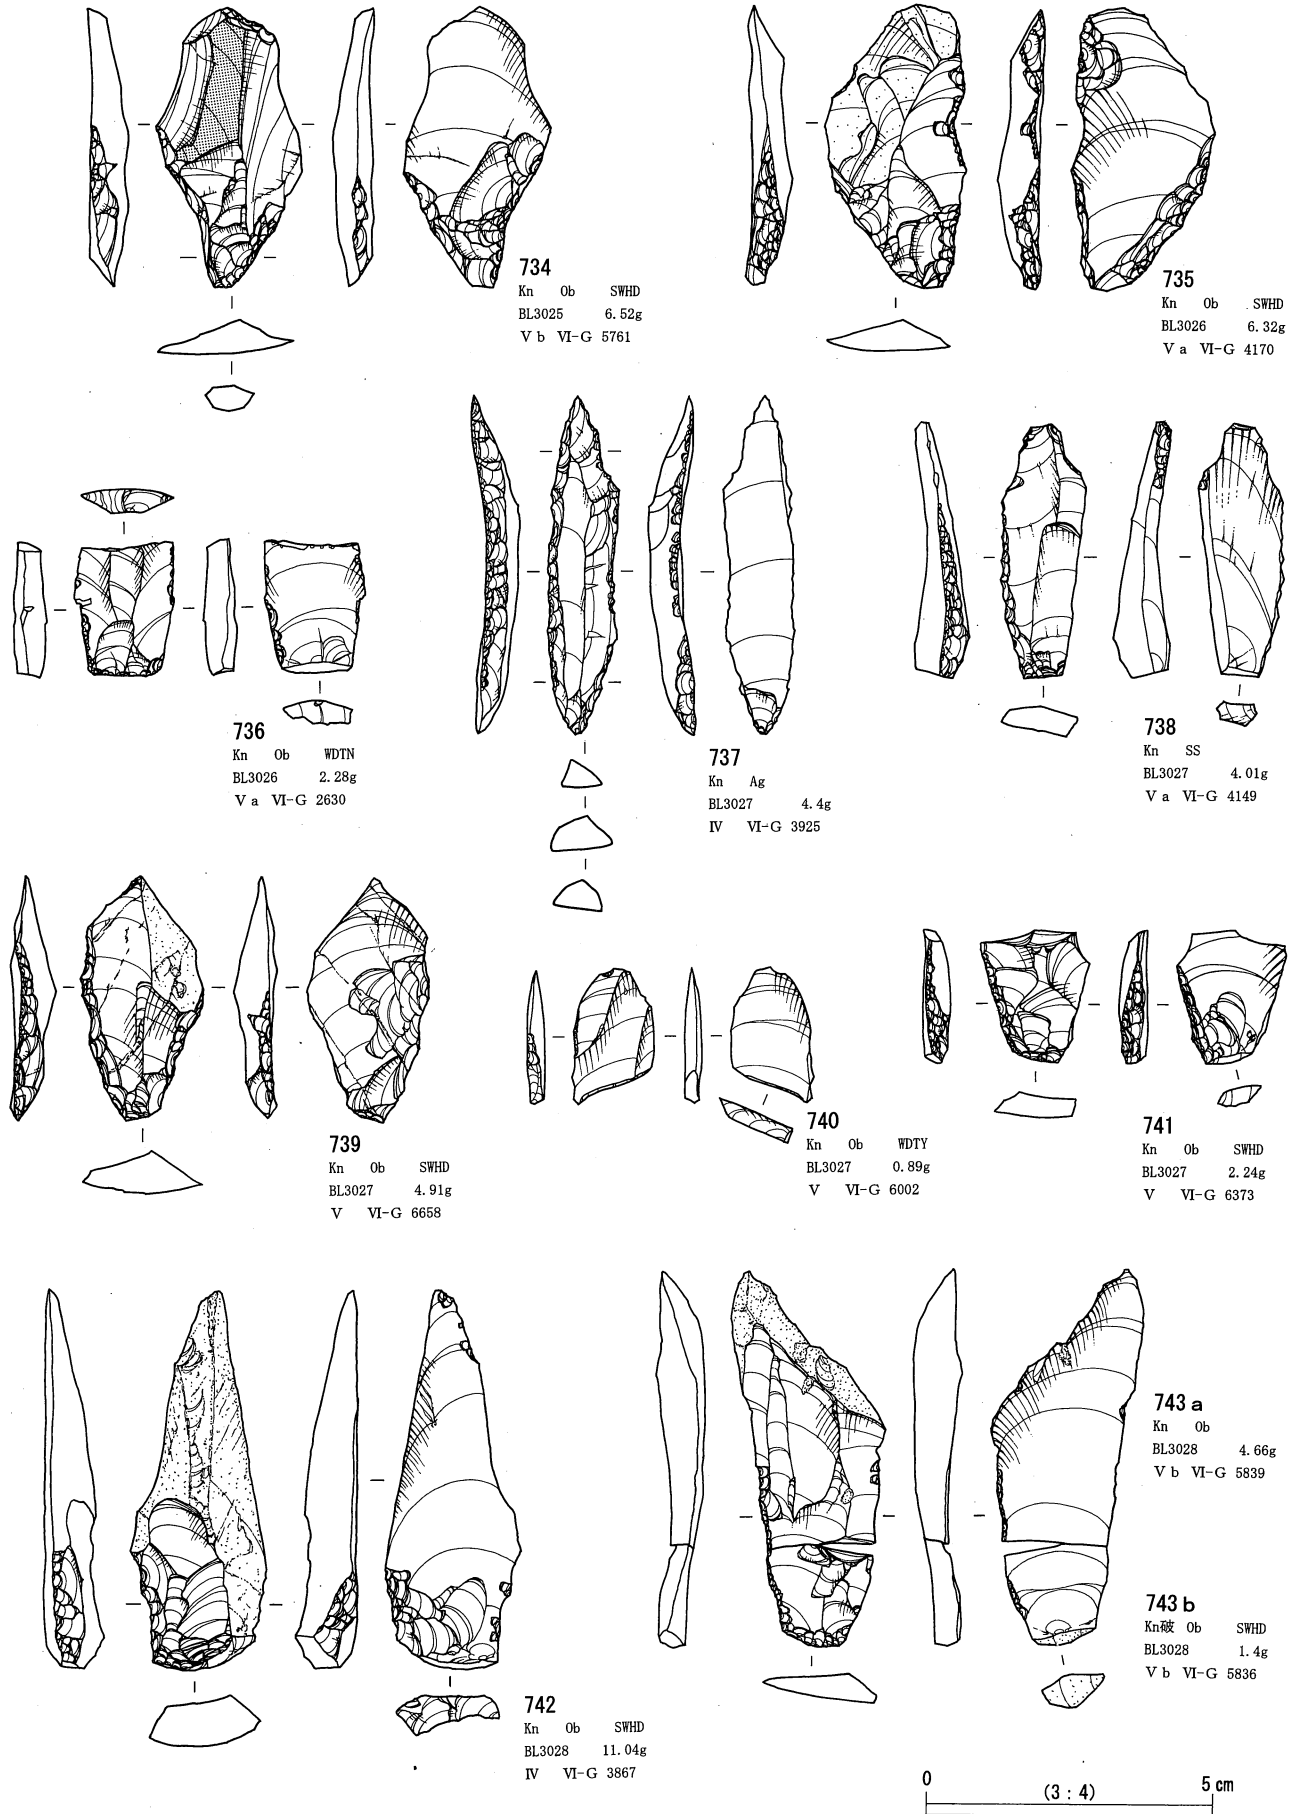 734
Kn Ob SWHD
BL3025 6.52g
Ⅴb Ⅵ-G 5761
735
Kn Ob SWHD
BL3026 6.32g
Ⅴa Ⅵ-G 4170
736
Kn Ob WDTN
BL3026 2.28g
Ⅴa Ⅵ-G 2630
737
Kn Ag
BL3027 4.4g
Ⅳ Ⅵ-G 3925
738
Kn SS
BL3027 4.01g
Ⅴa Ⅵ-G 4149
739
Kn Ob SWHD
BL3027 4.91g
Ⅴ Ⅵ-G 6658
740
Kn Ob WDTY
BL3027 0.89g
Ⅴ Ⅵ-G 6002
741
Kn Ob SWHD
BL3027 2.24g
Ⅴ Ⅵ-G 6373
742
Kn Ob SWHD
BL3028 11.04g
Ⅳ Ⅵ-G 3867
743a
Kn Ob
BL3028 4.66g
Ⅴb Ⅵ-G 5839
743b
Kn破 Ob SWHD
BL3028 1.4g
Ⅴb Ⅵ-G 5836
0 (3:4) 5cm